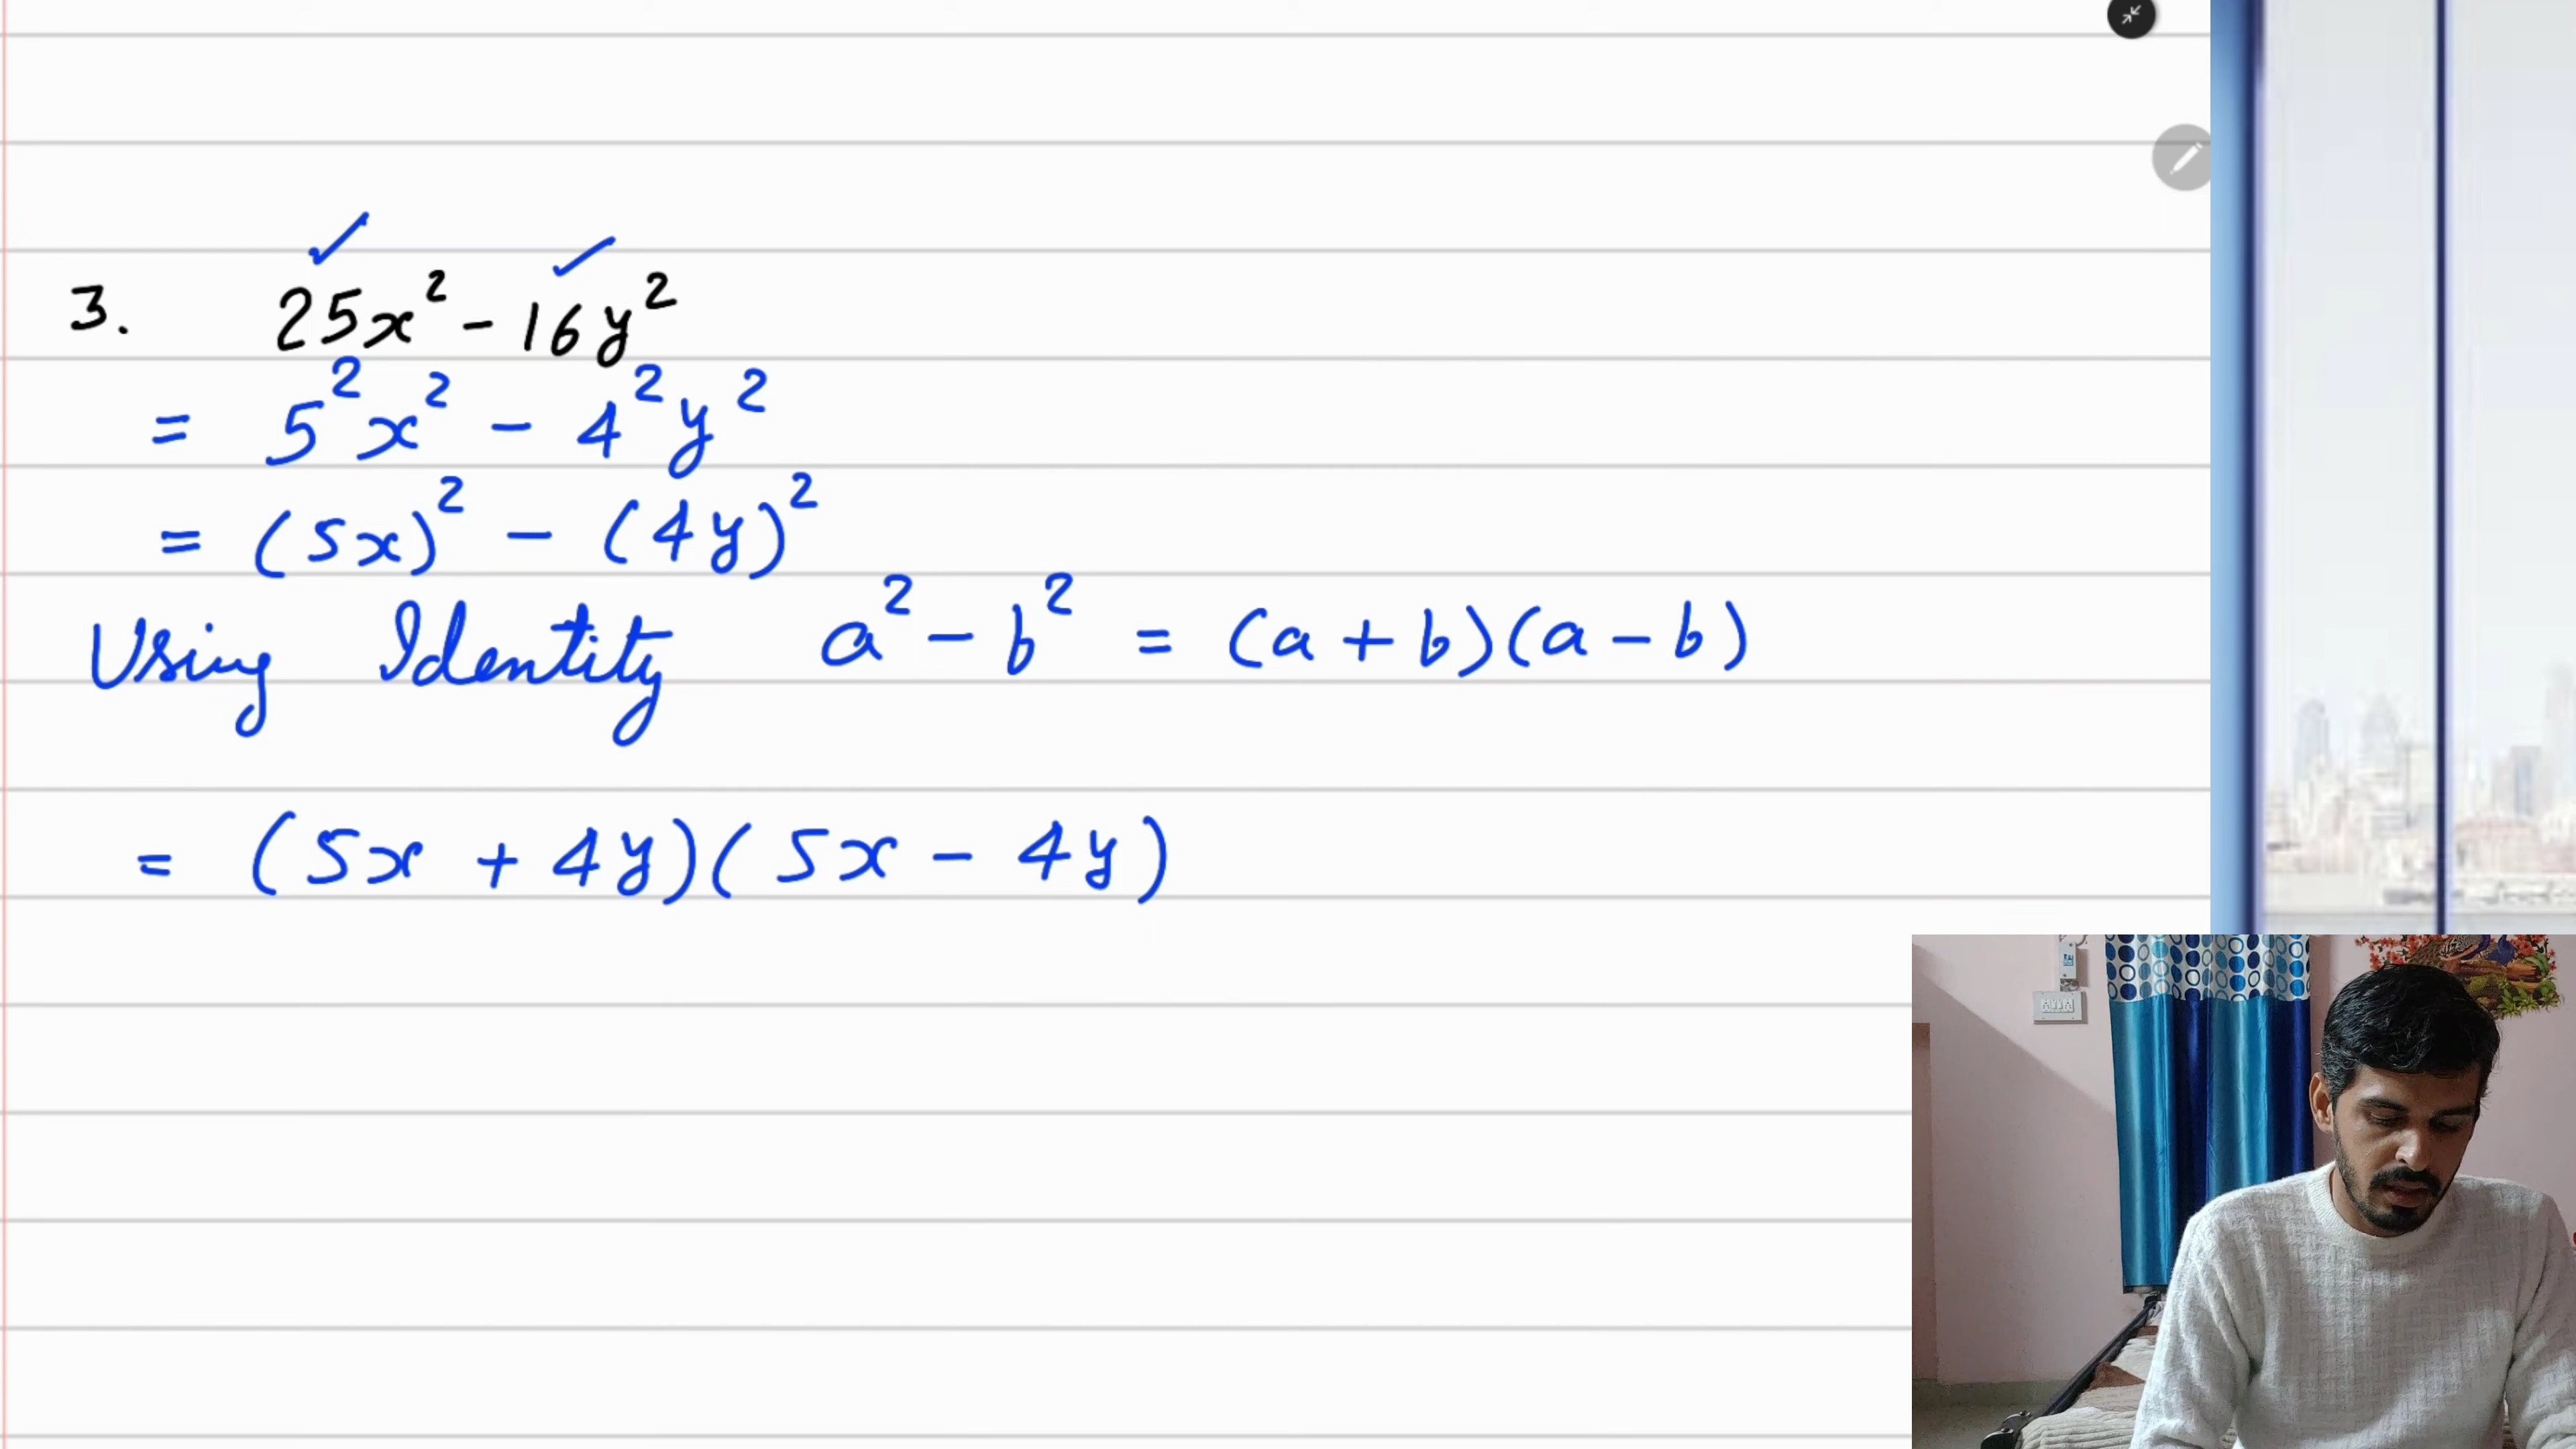 3. 25x² - 16y²
= 5²x² - 4²y²
= (5x)² - (4y)²
Using Identity a² - b² = (a + b)(a - b)
= (5x + 4y)(5x - 4y)